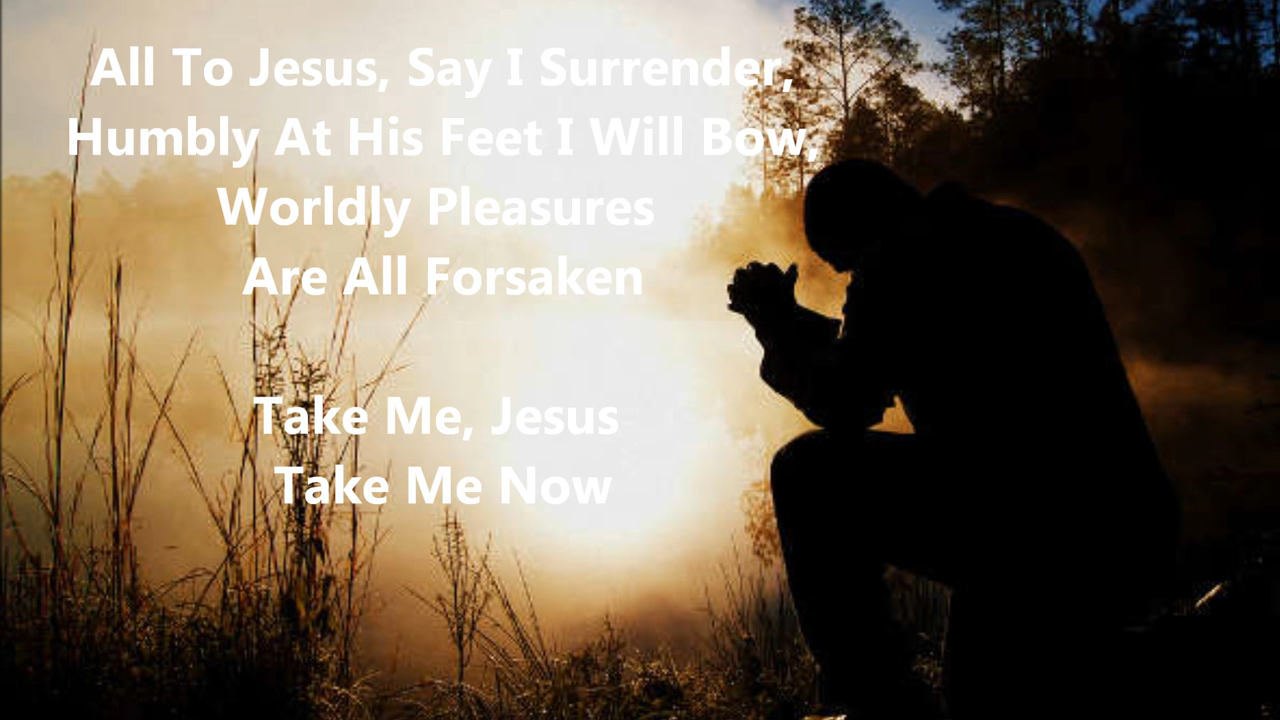 All To Jesus, Say I Surrender,
Humbly At His Feet I Will Bow,
Worldly Pleasures
Are All Forsaken
Take Me, Jesus
Take Me Now